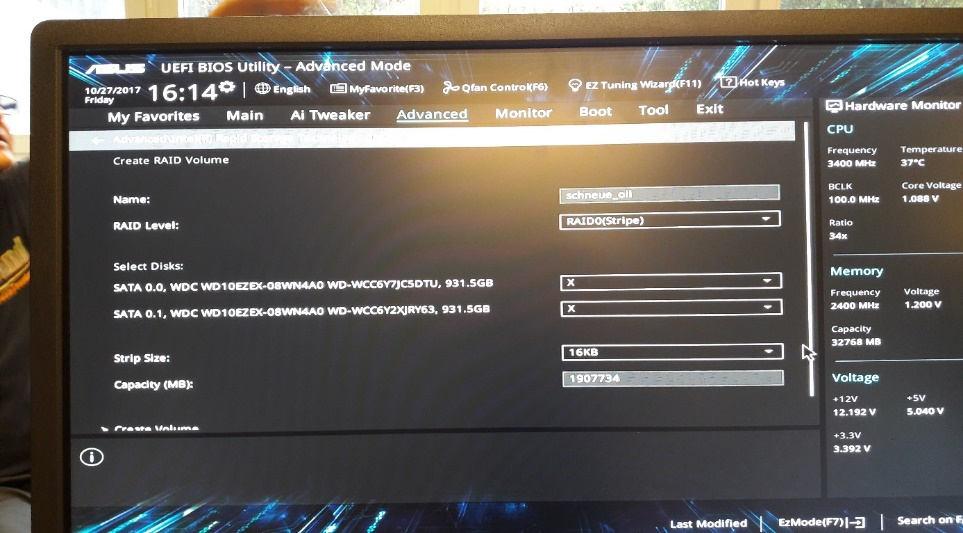 ASUS UEFI BIOS Utility – Advanced Mode
10/27/2017 Friday 16:14 English MyFavorite(F3) Qfan Control(F6) EZ Tuning Wizard(F11) ? Hot Keys
My Favorites Main Ai Tweaker Advanced Monitor Boot Tool Exit
Advanced\Intel(R) Rapid
Create RAID Volume
Name: schneue_oli
RAID Level: RAID0(Stripe)
Select Disks:
SATA 0.0, WDC WD10EZEX-08WN4A0 WD-WCC6Y7JC5DTU, 931.5GB X
SATA 0.1, WDC WD10EZEX-08WN4A0 WD-WCC6Y2XJRY63, 931.5GB X
Strip Size: 16KB
Capacity (MB): 1907734
> Create Volume
Hardware Monitor
CPU
Frequency Temperature
3400 MHz 37°C
BCLK Core Voltage
100.0 MHz 1.088 V
Ratio
34x
Memory
Frequency Voltage
2400 MHz 1.200 V
Capacity
32768 MB
Voltage
+12V +5V
12.192 V 5.040 V
+3.3V
3.392 V
Last Modified EzMode(F7) Search on